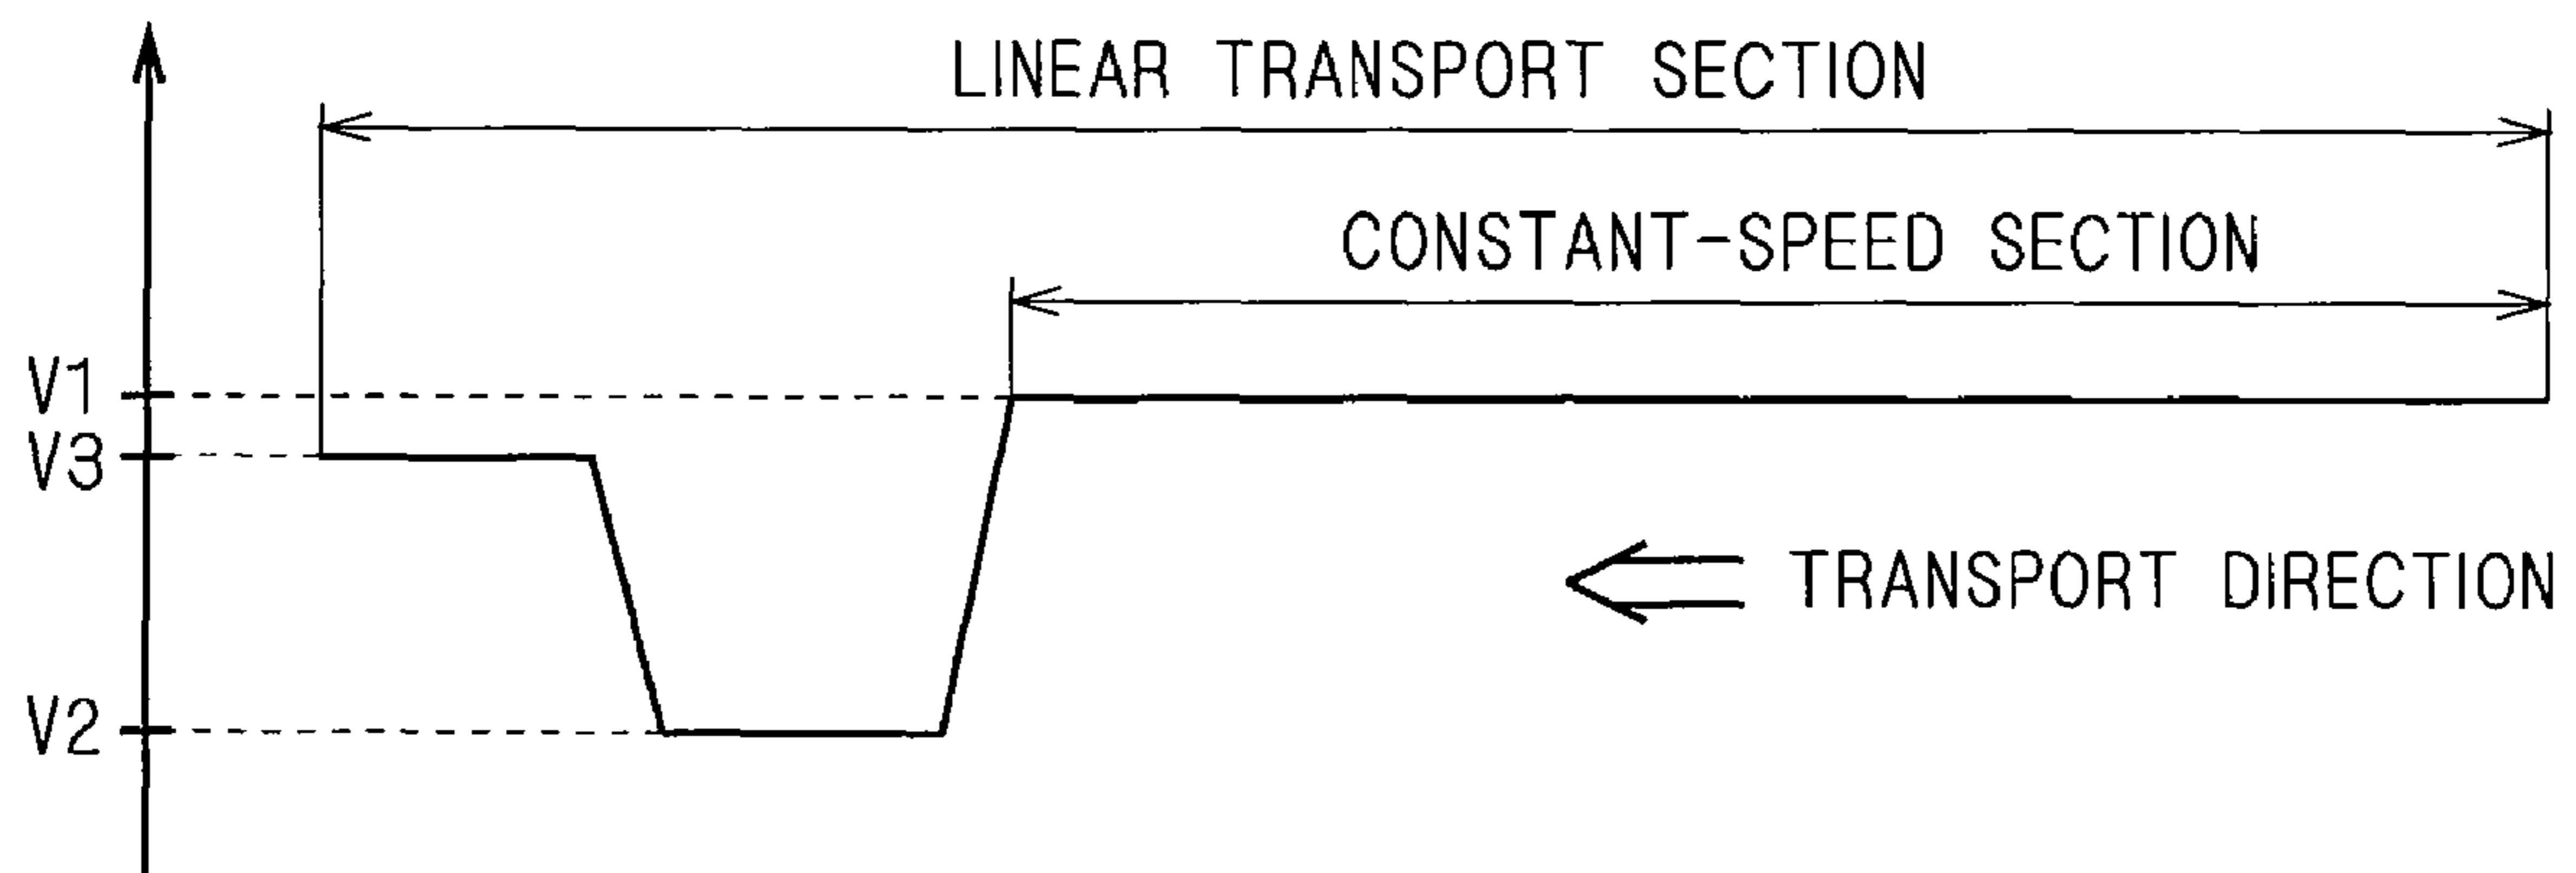 LINEAR TRANSPORT SECTION
CONSTANT-SPEED SECTION
V1
V3
TRANSPORT DIRECTION
V2